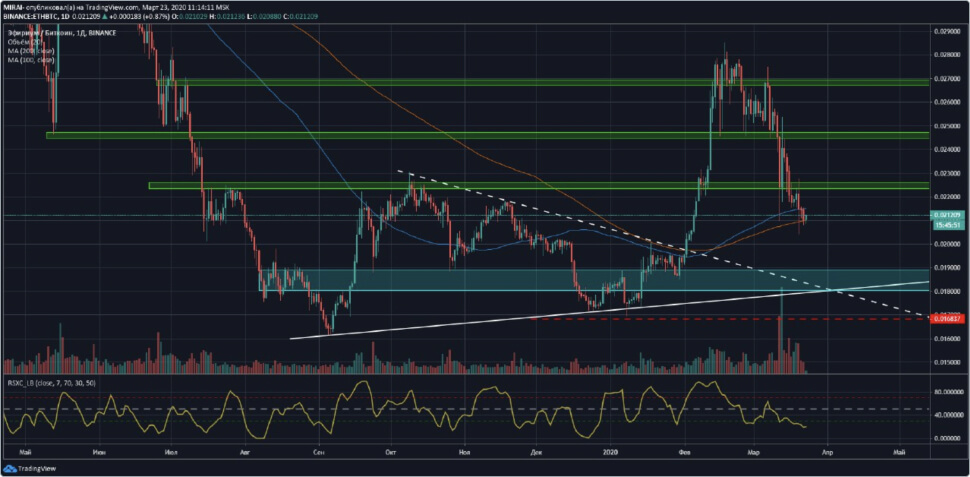 MIRAI- опубликовал(а) на TradingView.com, Март 23, 2020 11:14:11 MSK
BINANCE:ETHBTC, 1D 0.021209 ▲ +0.000183 (+0.87%) O: 0.021029 H: 0.021236 L: 0.020880 C: 0.021209
Эфириум / Биткоин, 1Д, BINANCE
Объём (20)
MA (200, close)
MA (100, close)
0.029000
0.028000
0.027000
0.026000
0.025000
0.024000
0.023000
0.022000
0.021209
15:45:51
0.020000
0.019000
0.018000
0.016837
0.016000
0.015000
RSXC_LB (close, 7, 70, 30, 50)
80.000000
40.000000
0.000000
Май Июн Июл Авг Сен Окт Ноя Дек 2020 Фев Мар Апр Май
TradingView